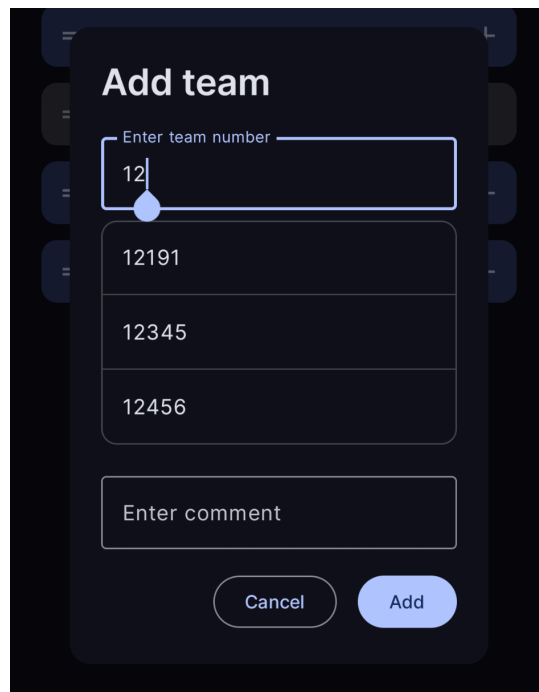 Add team
Enter team number
12
12191
12345
12456
Enter comment
Cancel
Add